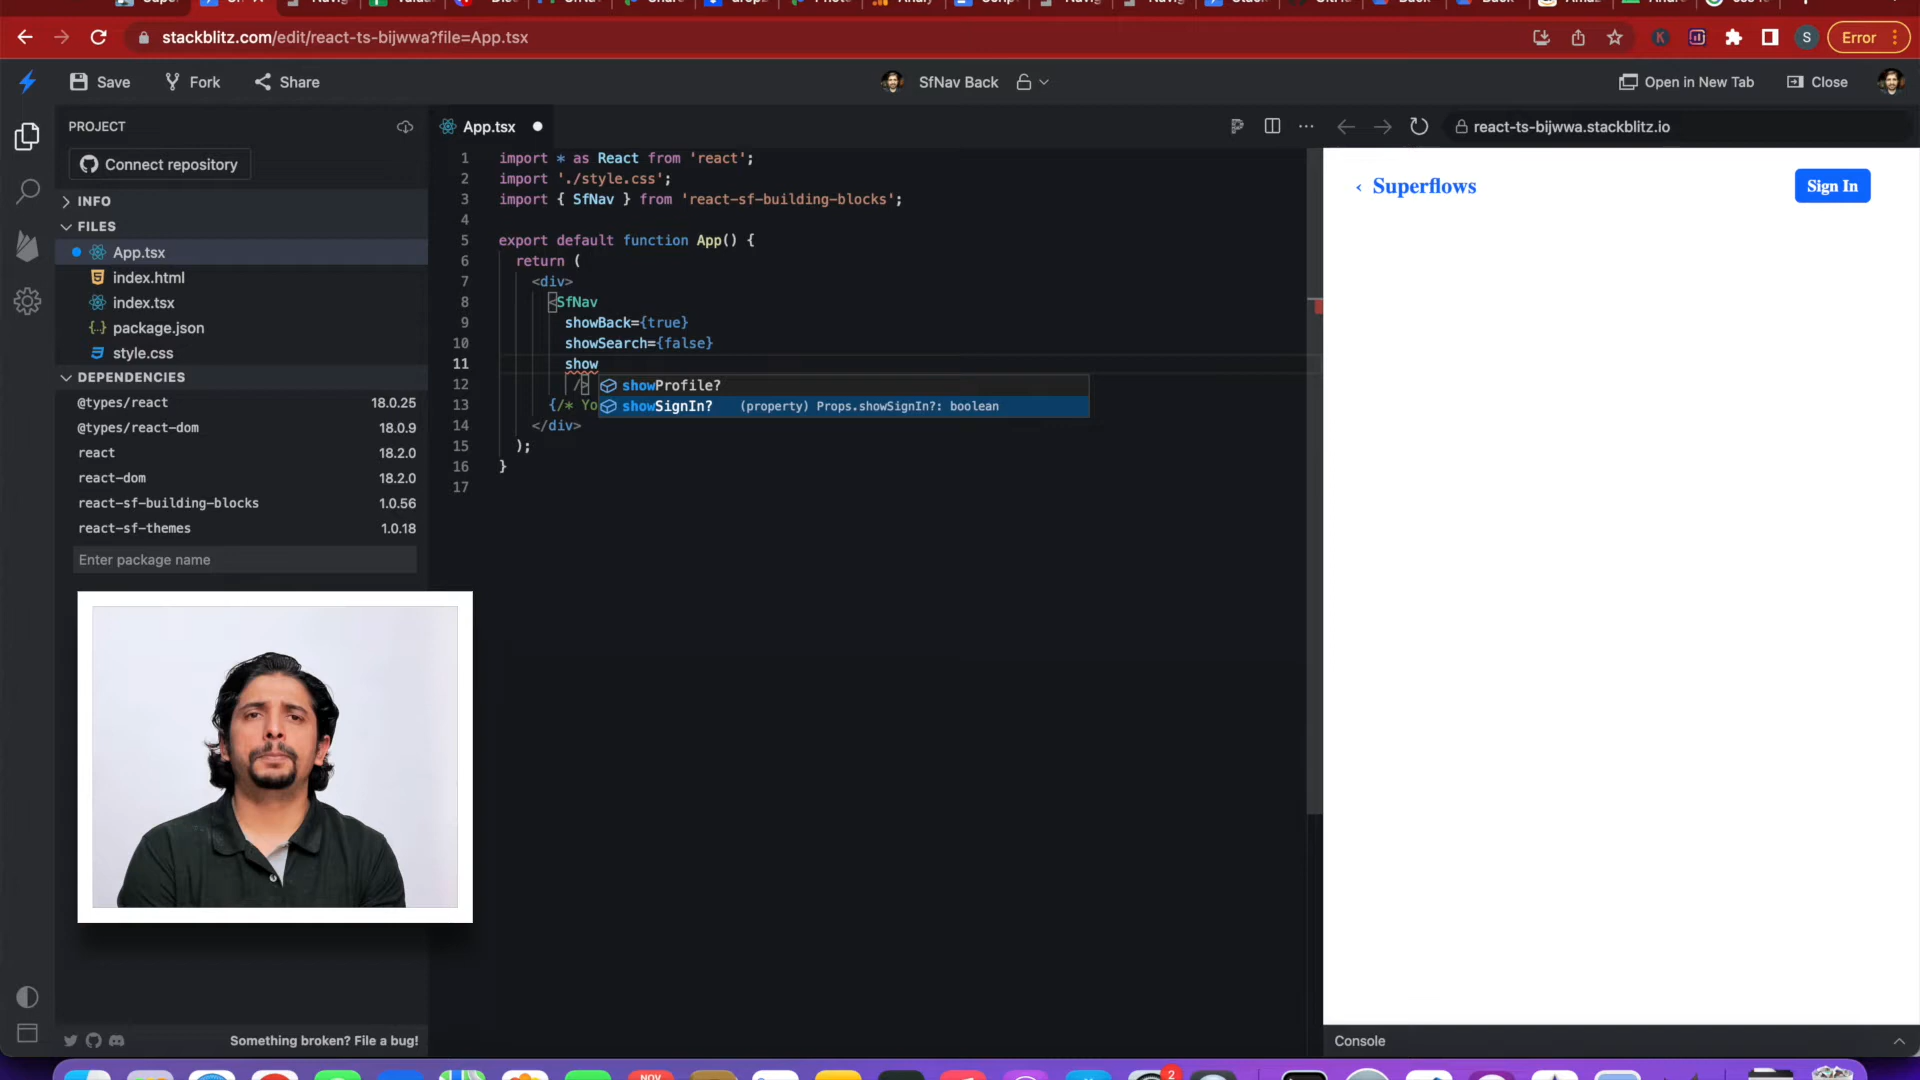 stackblitz.com/edit/react-ts-bijwwa?file=App.tsx
S
Error
Save
Fork
Share
SfNav Back
Open in New Tab
Close
PROJECT
Connect repository
INFO
FILES
App.tsx
index.html
index.tsx
package.json
style.css
DEPENDENCIES
@types/react 18.0.25
@types/react-dom 18.0.9
react 18.2.0
react-dom 18.2.0
react-sf-building-blocks 1.0.56
react-sf-themes 1.0.18
Enter package name
Something broken? File a bug!
App.tsx
1 import * as React from 'react';
2 import './style.css';
3 import { SfNav } from 'react-sf-building-blocks';
4
5 export default function App() {
6 return (
7 <div>
8 <SfNav
9 showBack={true}
10 showSearch={false}
11 show
12 />
13 {/* Yo
14 </div>
15 );
16 }
17
showProfile?
showSignIn? (property) Props.showSignIn?: boolean
react-ts-bijwwa.stackblitz.io
‹ Superflows
Sign In
Console
NOV
2